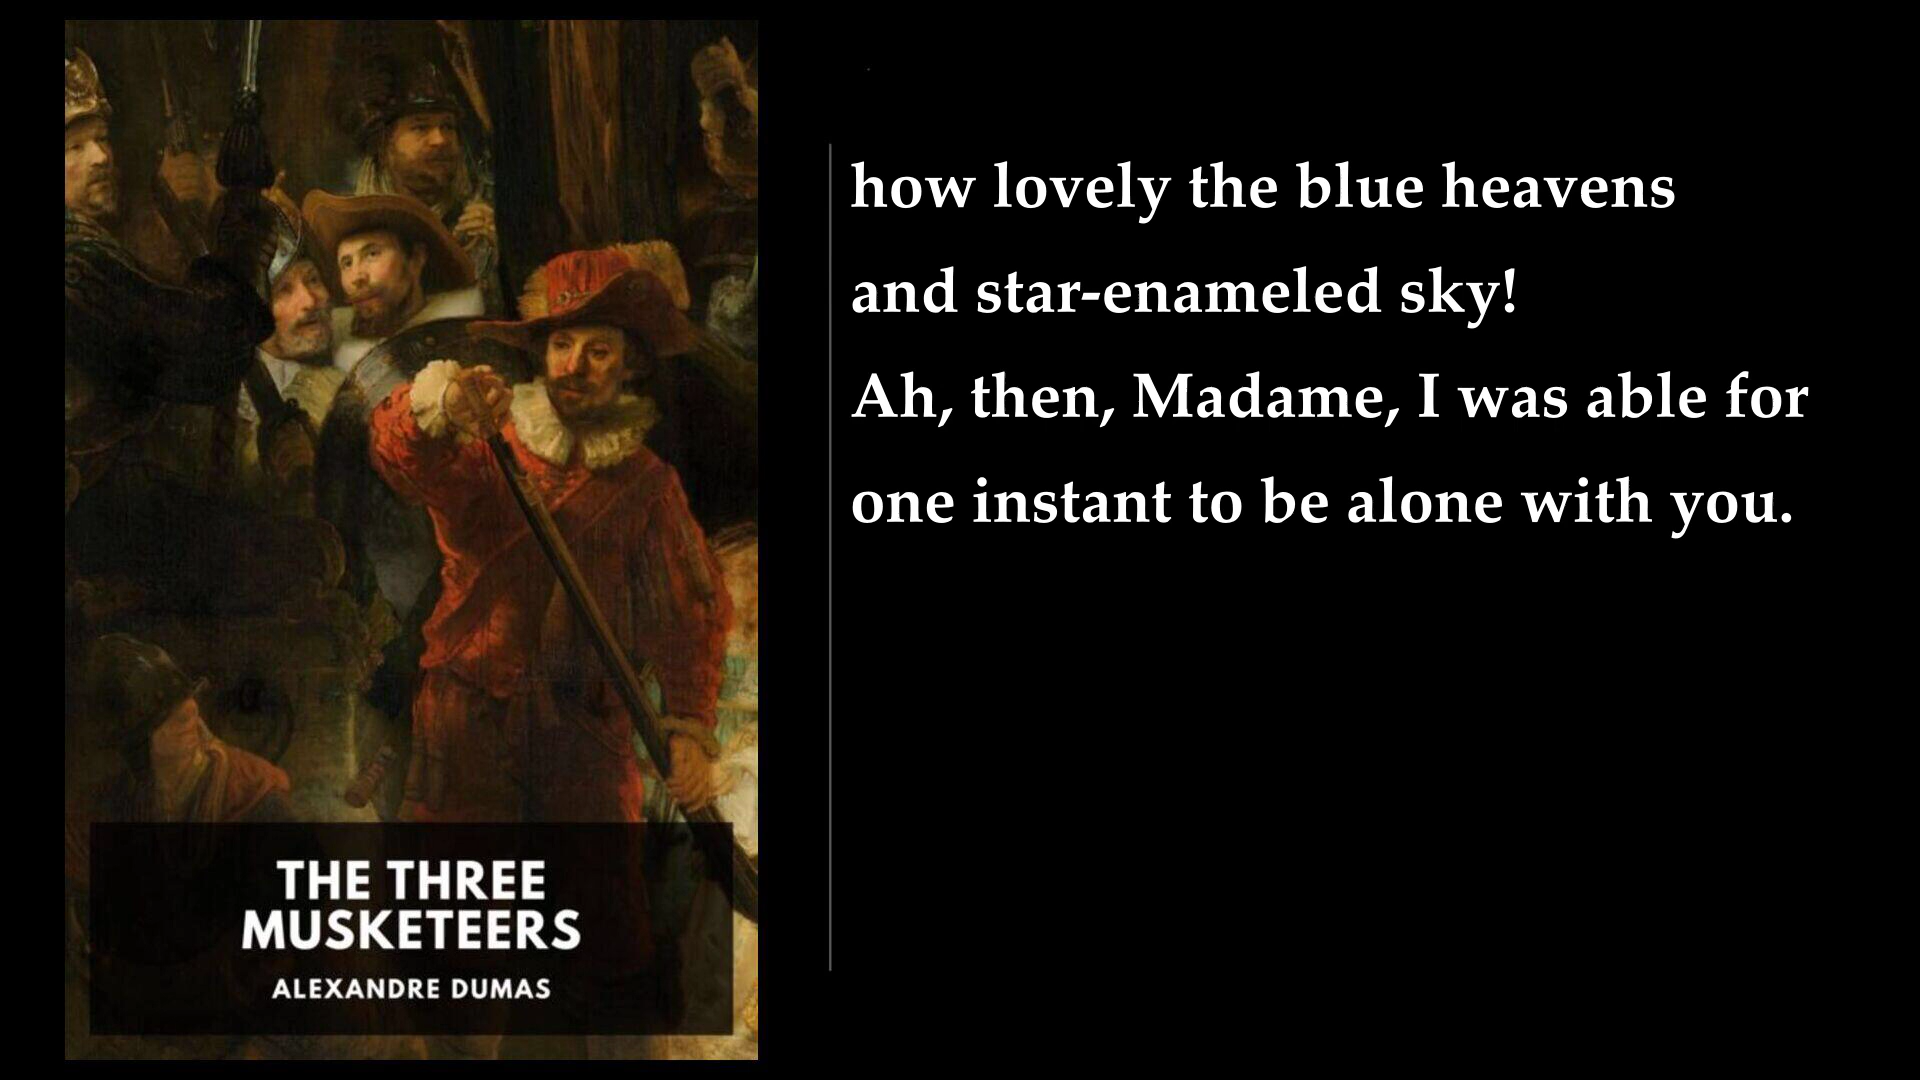 how lovely the blue heavens
and star-enameled sky!
Ah, then, Madame, I was able for
one instant to be alone with you.
THE THREE
MUSKETEERS
ALEXANDRE DUMAS